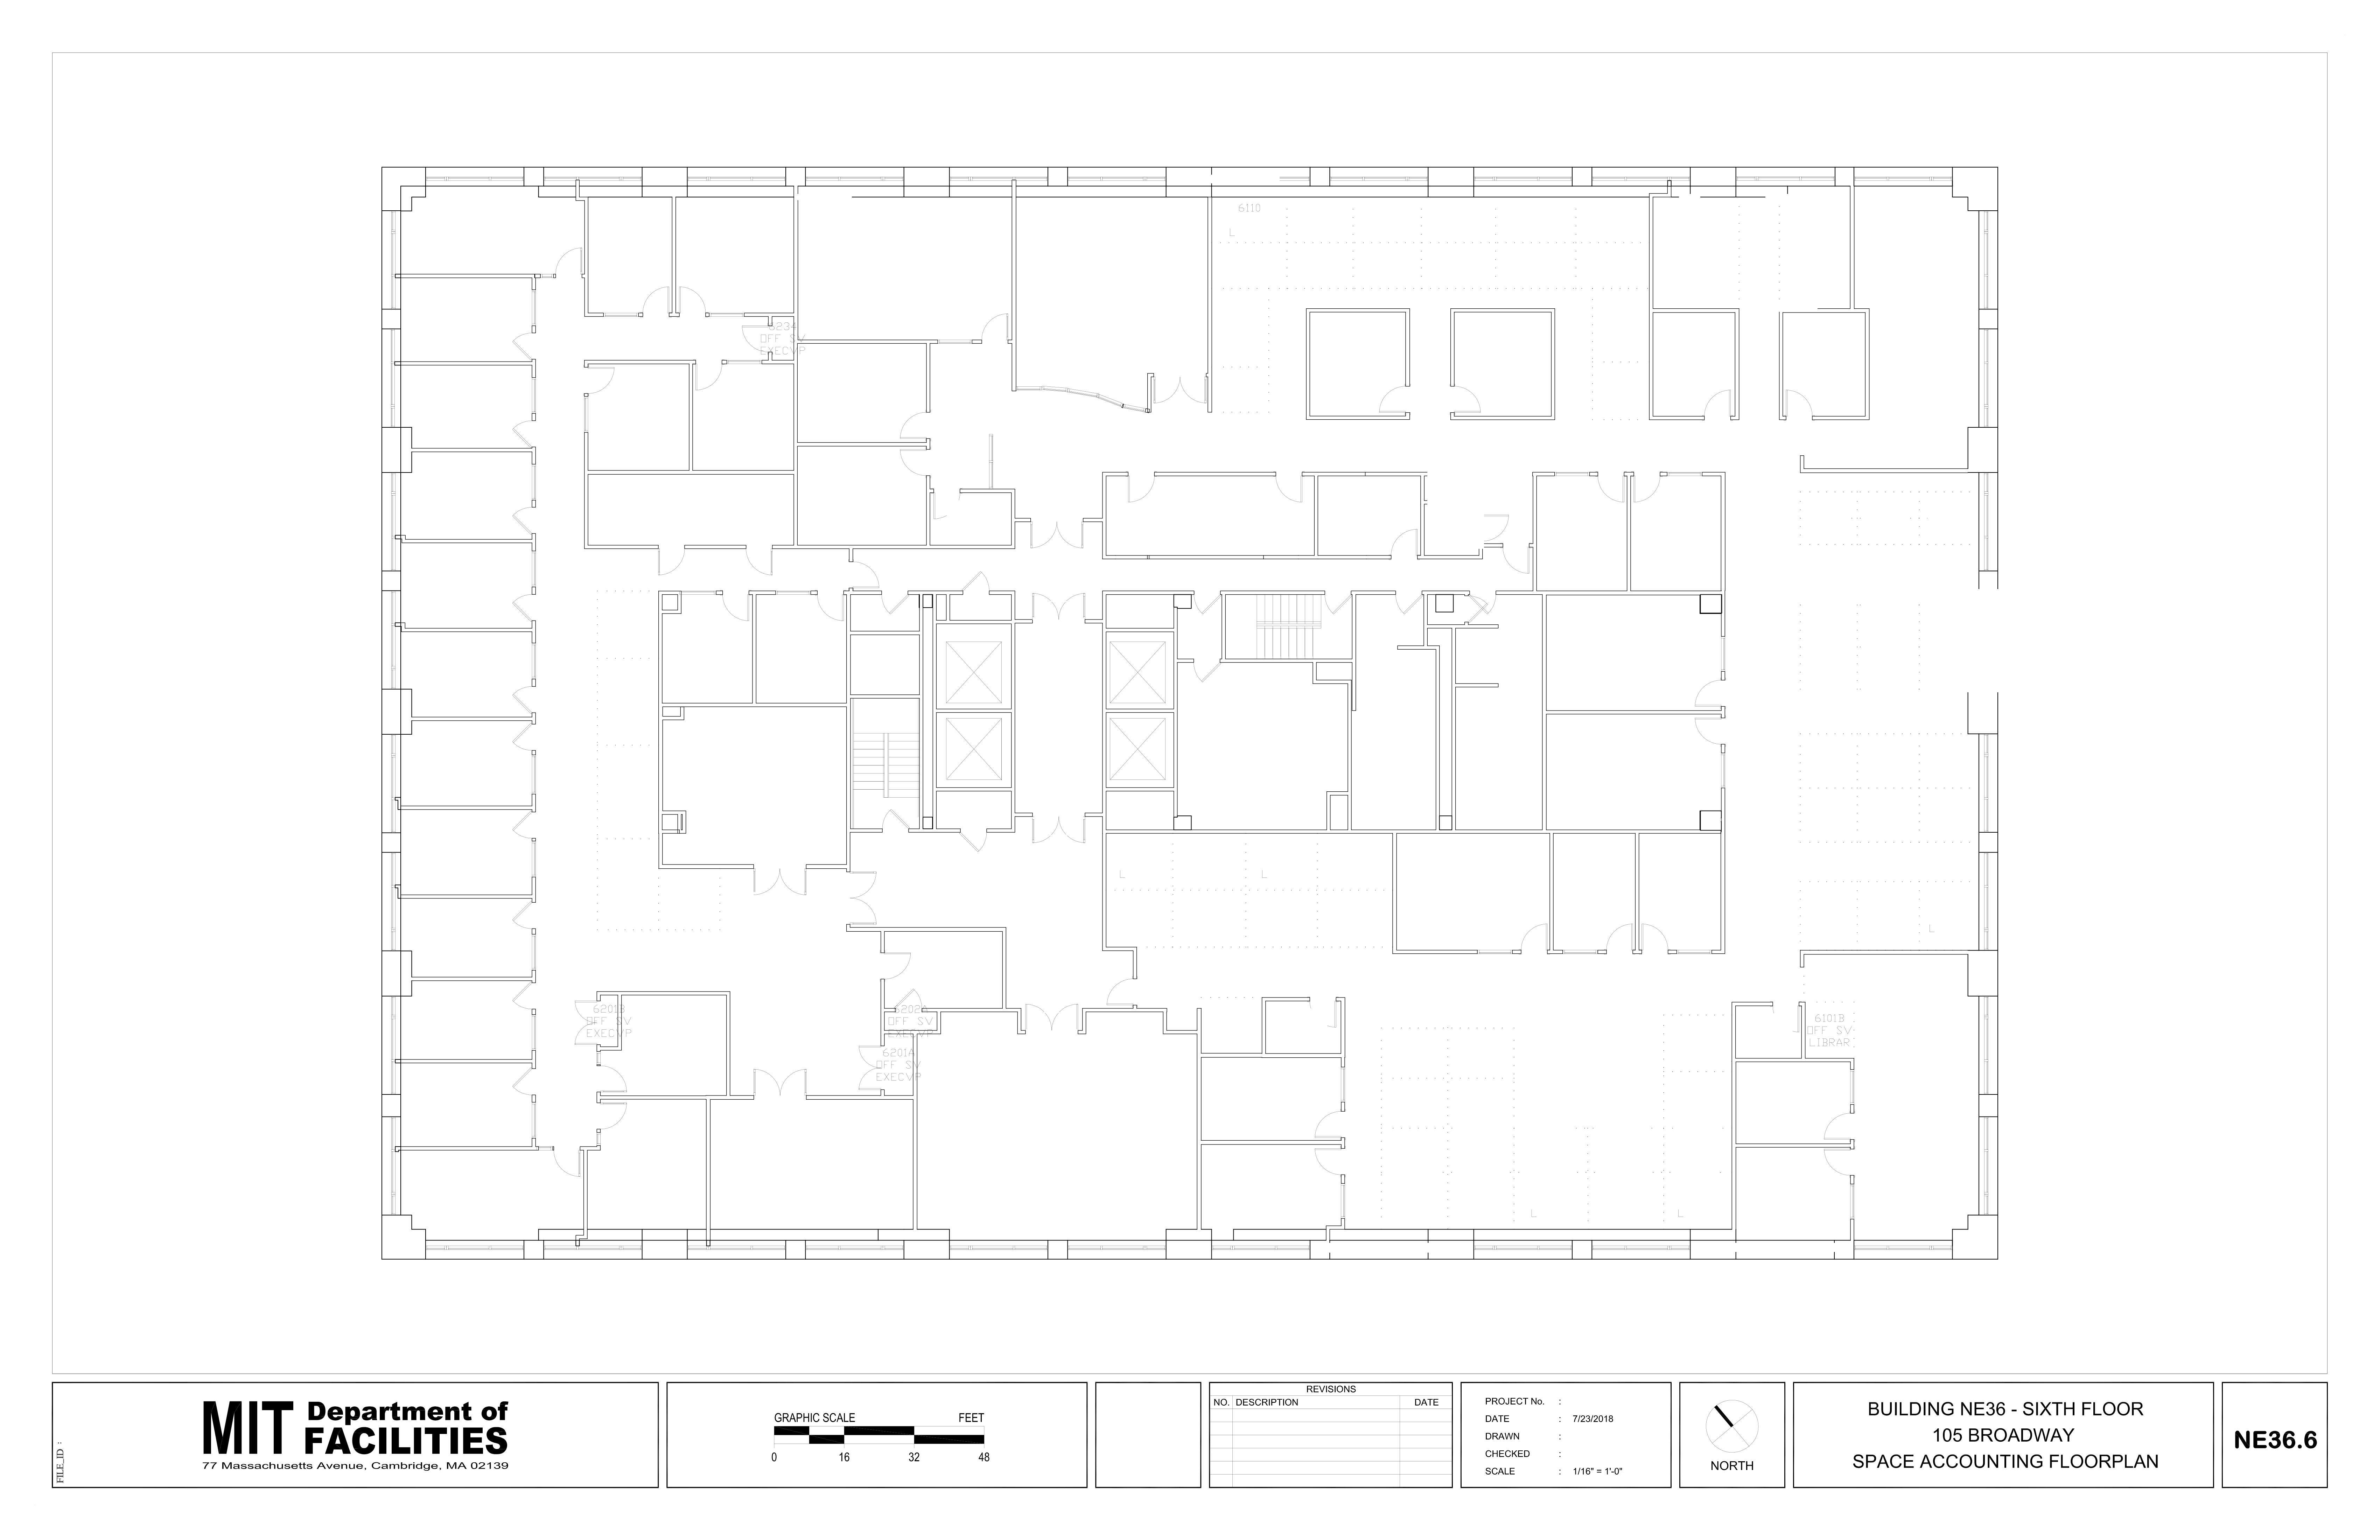 6110
L
6234
OFF SV
EXECVP
L
L
L
6201B
OFF SV
EXECVP
6202A
OFF SV
EXECVP
6201A
OFF SV
EXECVP
6101B
OFF SV
LIBRAR
L
L
FILE_ID :
MIT Department of
FACILITIES
77 Massachusetts Avenue, Cambridge, MA 02139
GRAPHIC SCALE FEET
0 16 32 48
REVISIONS
NO. DESCRIPTION DATE
PROJECT No. :
DATE : 7/23/2018
DRAWN :
CHECKED :
SCALE : 1/16" = 1'-0"
NORTH
BUILDING NE36 - SIXTH FLOOR
105 BROADWAY
SPACE ACCOUNTING FLOORPLAN
NE36.6